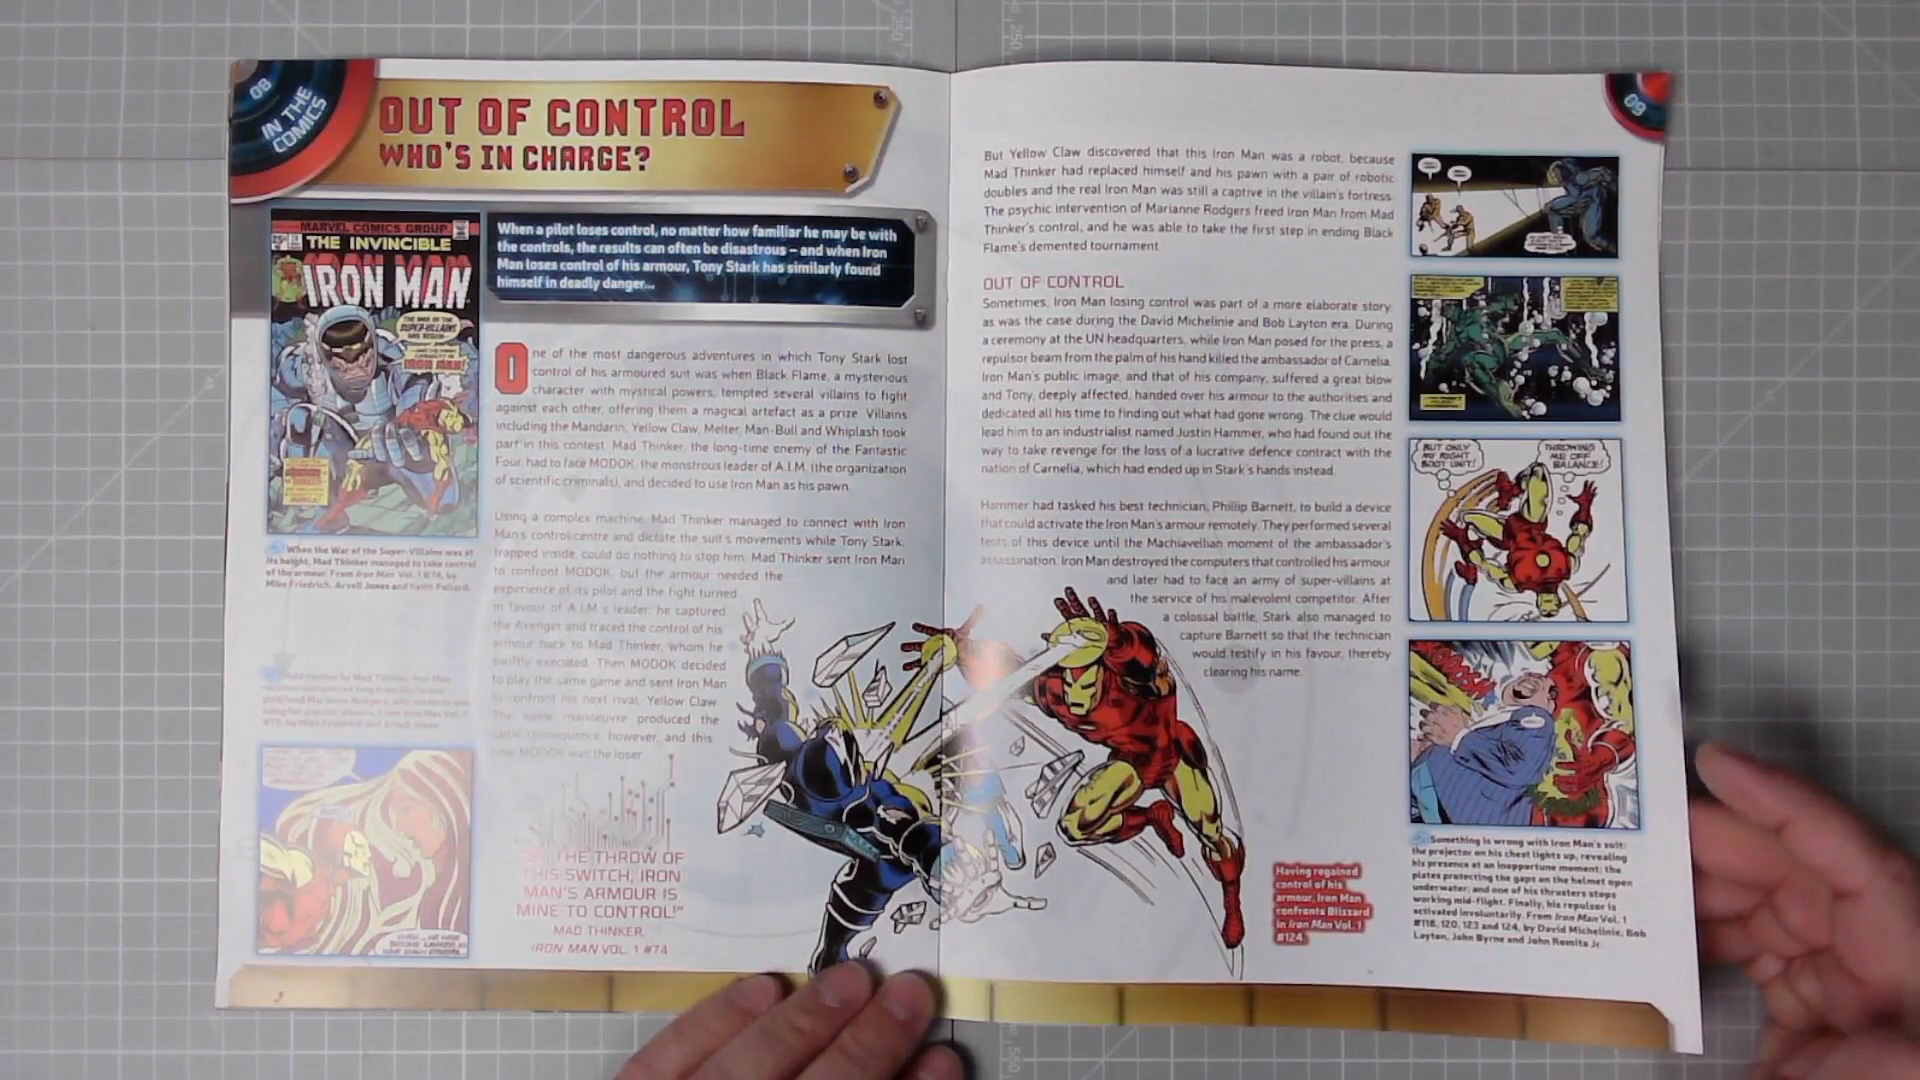 08
IN THE
COMICS
OUT OF CONTROL
WHO'S IN CHARGE?
MARVEL COMICS GROUP
THE INVINCIBLE
IRON MAN
THE WAR OF THE
SUPER-VILLAINS
HAS BEGUN
IRON MAN!
When the War of the Super-Villains was at
its height, Mad Thinker managed to take control
of the armour. From Iron Man Vol. 1 #74, by
Mike Friedrich, Arvell Jones and Keith Pollard.
When a pilot loses control, no matter how familiar he may be with
the controls, the results can often be disastrous – and when Iron
Man loses control of his armour, Tony Stark has similarly found
himself in deadly danger...
One of the most dangerous adventures in which Tony Stark lost
control of his armoured suit was when Black Flame, a mysterious
character with mystical powers, tempted several villains to fight
against each other, offering them a magical artefact as a prize. Villains
including the Mandarin, Yellow Claw, Melter, Man-Bull and Whiplash took
part in this contest. Mad Thinker, the long-time enemy of the Fantastic
Four, had to face MODOK, the monstrous leader of A.I.M. (the organization
of scientific criminals), and decided to use Iron Man as his pawn.
Using a complex machine, Mad Thinker managed to connect with Iron
Man's control centre and dictate the suit's movements while Tony Stark,
trapped inside, could do nothing to stop him. Mad Thinker sent Iron Man
to confront MODOK, but the armour needed the
experience of its pilot and the fight turned
in favour of A.I.M.'s leader: he captured
the Avenger and traced the control of his
armour back to Mad Thinker, whom he
swiftly executed. Then MODOK decided
to play the same game and sent Iron Man
to confront his next rival, Yellow Claw.
The same manoeuvre produced the
same consequence, however, and this
time MODOK was the loser.
"BY THE THROW OF
THIS SWITCH, IRON
MAN'S ARMOUR IS
MINE TO CONTROL!"
MAD THINKER,
IRON MAN VOL. 1 #74
09
But Yellow Claw discovered that this Iron Man was a robot, because
Mad Thinker had replaced himself and his pawn with a pair of robotic
doubles and the real Iron Man was still a captive in the villain's fortress.
The psychic intervention of Marianne Rodgers freed Iron Man from Mad
Thinker's control, and he was able to take the first step in ending Black
Flame's demented tournament.
OUT OF CONTROL
Sometimes, Iron Man losing control was part of a more elaborate story,
as was the case during the David Michelinie and Bob Layton era. During
a ceremony at the UN headquarters, while Iron Man posed for the press, a
repulsor beam from the palm of his hand killed the ambassador of Carnelia.
Iron Man's public image, and that of his company, suffered a great blow
and Tony, deeply affected, handed over his armour to the authorities and
dedicated all his time to finding out what had gone wrong. The clue would
lead him to an industrialist named Justin Hammer, who had found out the
way to take revenge for the loss of a lucrative defence contract with the
nation of Carnelia, which had ended up in Stark's hands instead.
Hammer had tasked his best technician, Phillip Barnett, to build a device
that could activate the Iron Man's armour remotely. They performed several
tests of this device until the Machiavellian moment of the ambassador's
assassination. Iron Man destroyed the computers that controlled his armour
and later had to face an army of super-villains at
the service of his malevolent competitor. After
a colossal battle, Stark also managed to
capture Barnett so that the technician
would testify in his favour, thereby
clearing his name.
Having regained
control of his
armour, Iron Man
confronts Blizzard
in Iron Man Vol. 1
#124.
BUT ONLY
MY RIGHT
BOOT UNIT!
THROWING
ME OFF
BALANCE!
Something is wrong with Iron Man's suit:
the projector on his chest lights up, revealing
his presence at an inopportune moment; the
plates protecting the gaps on the helmet open
underwater; and one of his thrusters stops
working mid-flight. Finally, his repulsor is
activated involuntarily. From Iron Man Vol. 1
#118, 120, 123 and 124, by David Michelinie, Bob
Layton, John Byrne and John Romita Jr.